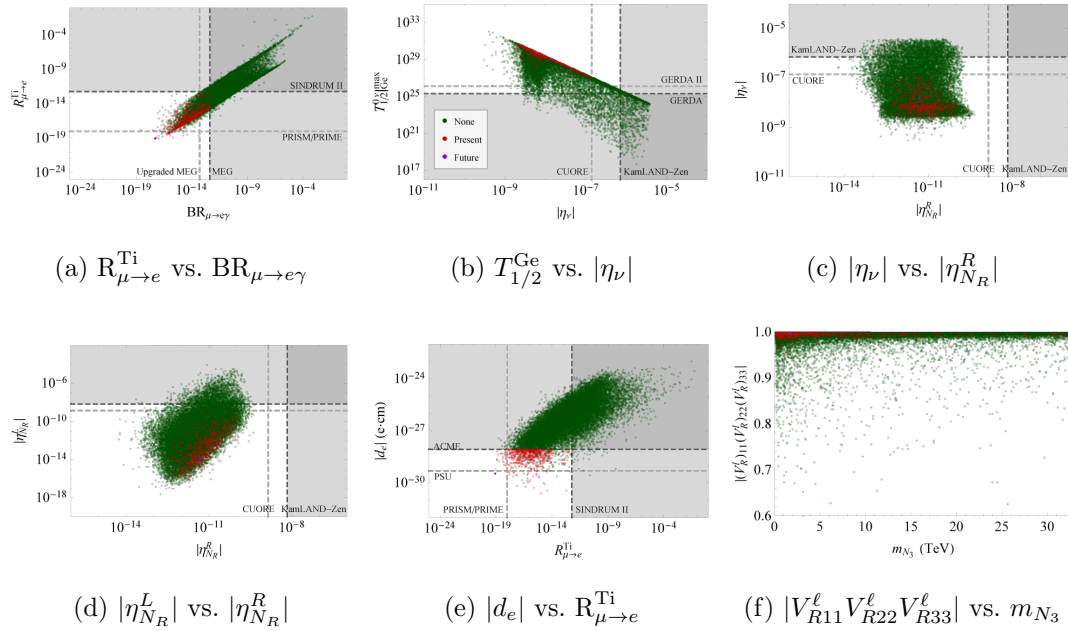 10^-4
10^-9
10^-14
10^-19
10^-24
R^Ti_μ→e
SINDRUM II
PRISM/PRIME
Upgraded MEG
MEG
10^-24 10^-19 10^-14 10^-9 10^-4
BR_μ→eγ
(a) R^Ti_μ→e vs. BR_μ→eγ
10^33
10^29
10^25
10^21
10^17
T^0ν_1/2|^max_Ge
GERDA II
GERDA
None
Present
Future
CUORE
KamLAND-Zen
10^-11 10^-9 10^-7 10^-5
|η_ν|
(b) T^Ge_1/2 vs. |η_ν|
10^-5
10^-7
10^-9
10^-11
|η_ν|
KamLAND-Zen
CUORE
KamLAND-Zen
10^-14 10^-11 10^-8
|η^R_N_R|
(c) |η_ν| vs. |η^R_N_R|
10^-6
10^-10
10^-14
10^-18
|η^L_N_R|
CUORE
KamLAND-Zen
10^-14 10^-11 10^-8
|η^R_N_R|
(d) |η^L_N_R| vs. |η^R_N_R|
10^-24
10^-27
10^-30
|d_e| (e·cm)
ACME
PSU
PRISM/PRIME
SINDRUM II
10^-24 10^-19 10^-14 10^-9 10^-4
R^Ti_μ→e
(e) |d_e| vs. R^Ti_μ→e
1.0
0.9
0.8
0.7
0.6
|(V^ℓ_R)_11(V^ℓ_R)_22(V^ℓ_R)_33|
0 5 10 15 20 25 30
m_N_3 (TeV)
(f) |V^ℓ_R11 V^ℓ_R22 V^ℓ_R33| vs. m_N_3